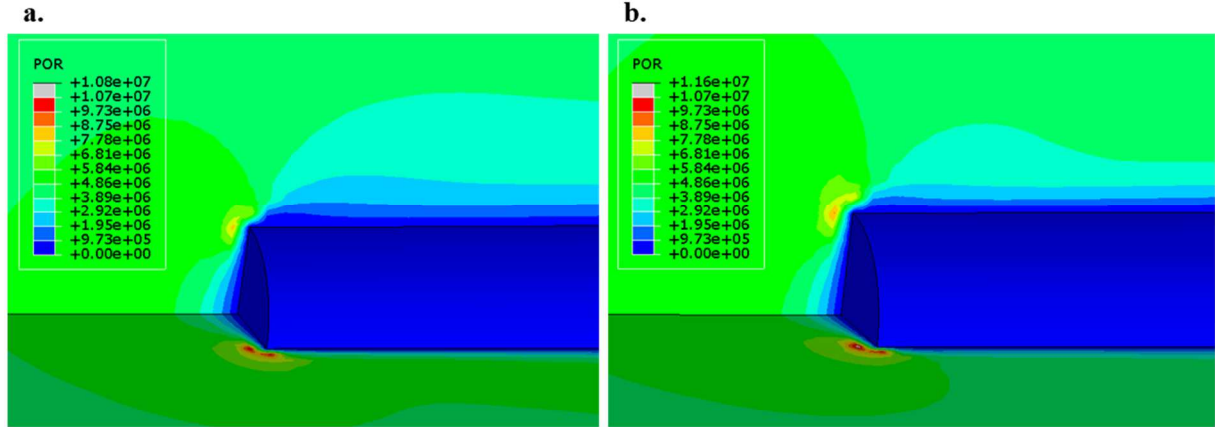 a.
POR
+1.08e+07
+1.07e+07
+9.73e+06
+8.75e+06
+7.78e+06
+6.81e+06
+5.84e+06
+4.86e+06
+3.89e+06
+2.92e+06
+1.95e+06
+9.73e+05
+0.00e+00
b.
POR
+1.16e+07
+1.07e+07
+9.73e+06
+8.75e+06
+7.78e+06
+6.81e+06
+5.84e+06
+4.86e+06
+3.89e+06
+2.92e+06
+1.95e+06
+9.73e+05
+0.00e+00